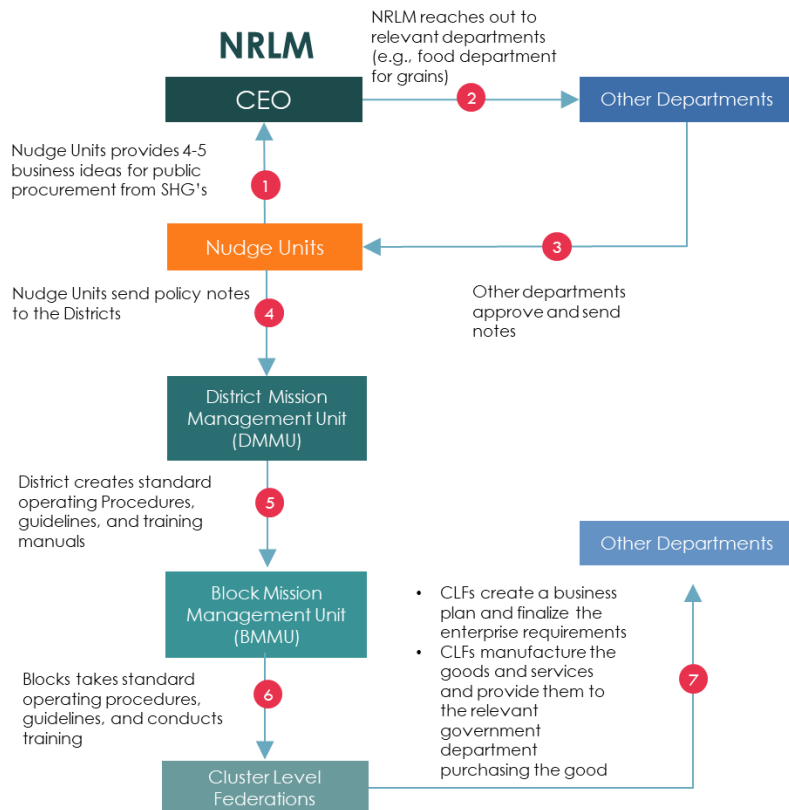 NRLM
CEO
NRLM reaches out to
relevant departments
(e.g., food department
for grains)
2
Other Departments
Nudge Units provides 4-5
business ideas for public
procurement from SHG's
1
Nudge Units
3
Other departments
approve and send
notes
Nudge Units send policy notes
to the Districts
4
District Mission
Management Unit
(DMMU)
District creates standard
operating Procedures,
guidelines, and training
manuals
5
Block Mission
Management Unit
(BMMU)
Blocks takes standard
operating procedures,
guidelines, and conducts
training
6
Cluster Level
Federations
• CLFs create a business
plan and finalize the
enterprise requirements
• CLFs manufacture the
goods and services
and provide them to
the relevant
government
department
purchasing the good
7
Other Departments